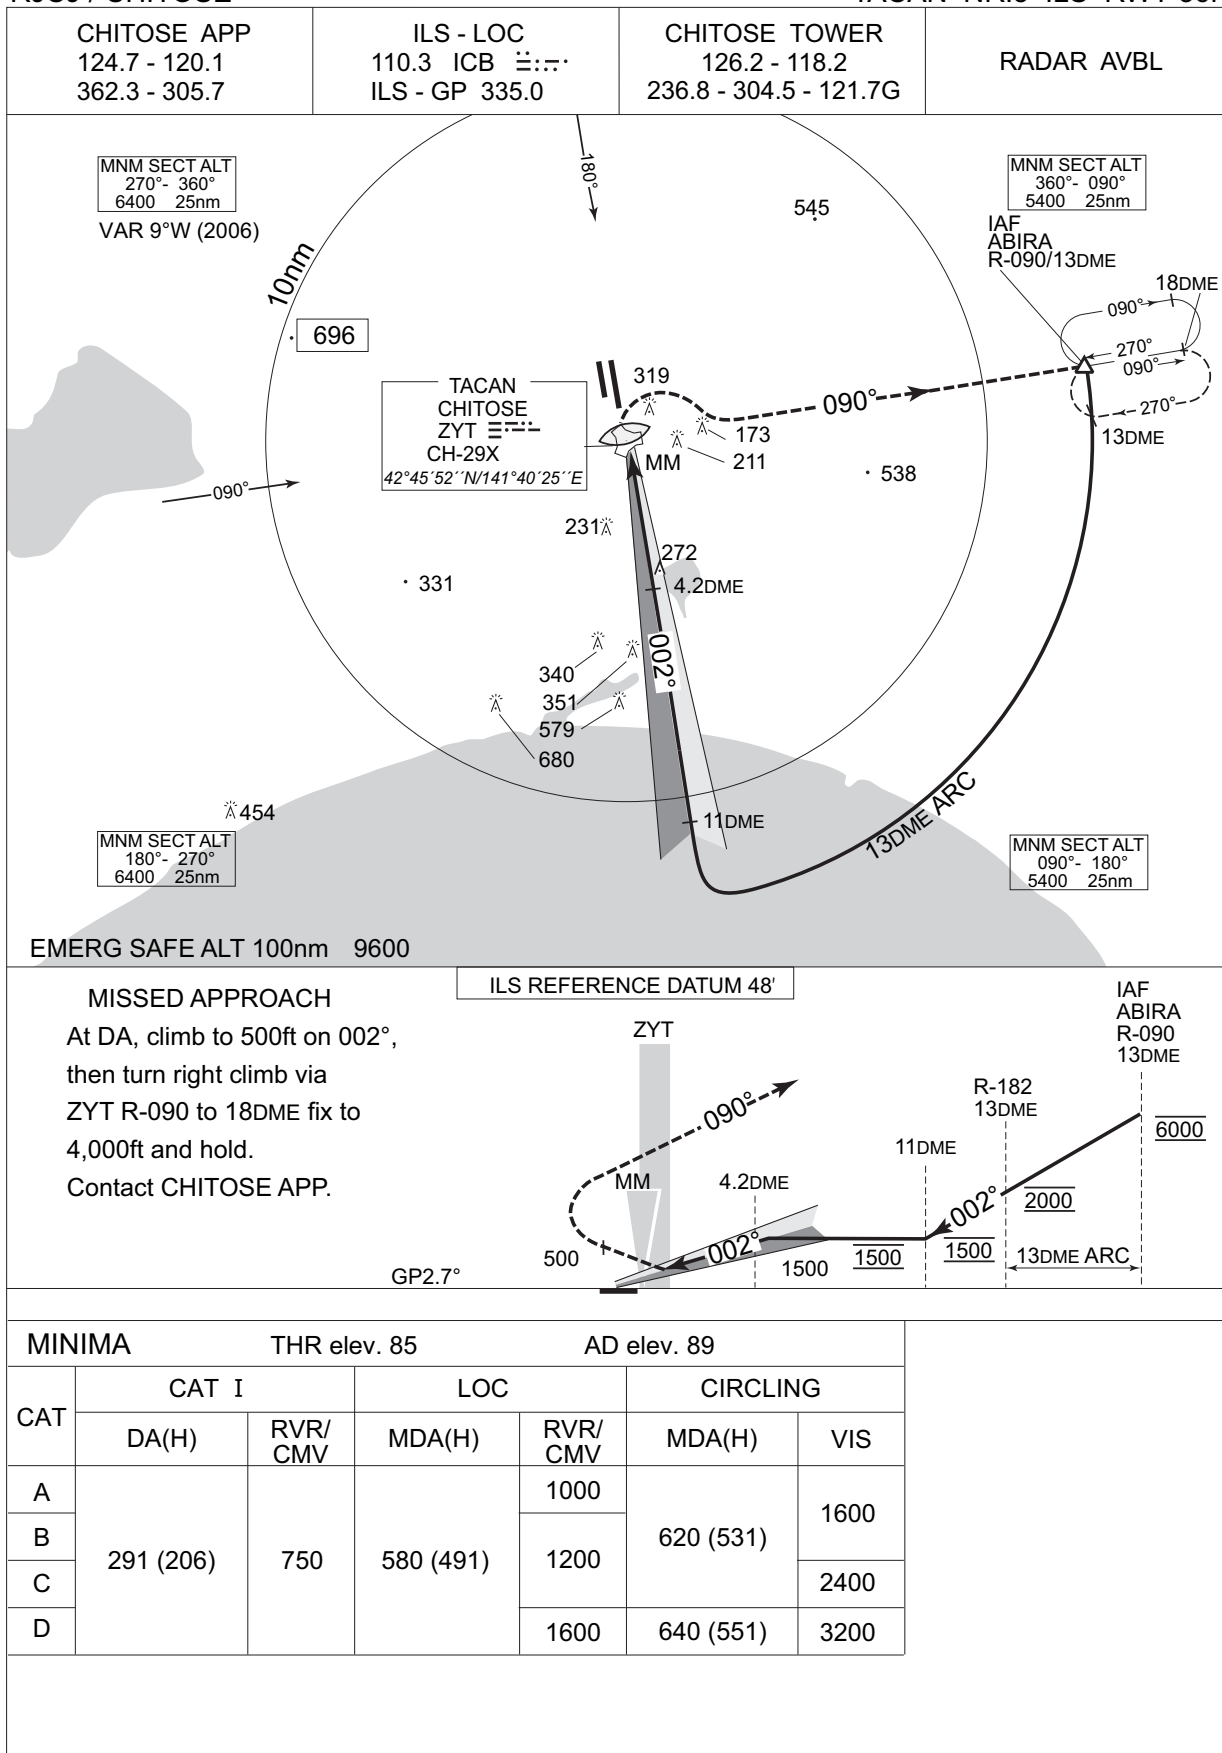 CHITOSE APP
124.7 - 120.1
362.3 - 305.7
ILS - LOC
110.3 ICB
ILS - GP 335.0
CHITOSE TOWER
126.2 - 118.2
236.8 - 304.5 - 121.7G
RADAR AVBL
MNM SECT ALT
270°- 360°
6400 25nm
VAR 9°W (2006)
10nm
180°
545
MNM SECT ALT
360°- 090°
5400 25nm
IAF
ABIRA
R-090/13DME
18DME
090°
270°
090°
270°
13DME
696
TACAN
CHITOSE
ZYT
CH-29X
42°45´52´´N/141°40´25´´E
319
173
211
MM
090°
538
090°
231
272
4.2DME
331
002°
340
351
579
680
454
11DME
13DME ARC
MNM SECT ALT
180°- 270°
6400 25nm
MNM SECT ALT
090°- 180°
5400 25nm
EMERG SAFE ALT 100nm 9600
MISSED APPROACH
At DA, climb to 500ft on 002°,
then turn right climb via
ZYT R-090 to 18DME fix to
4,000ft and hold.
Contact CHITOSE APP.
ILS REFERENCE DATUM 48'
ZYT
090°
MM
4.2DME
11DME
R-182
13DME
IAF
ABIRA
R-090
13DME
6000
2000
002°
500
002°
1500
1500
1500
13DME ARC
GP2.7°
MINIMA THR elev. 85 AD elev. 89
CAT
CAT I
LOC
CIRCLING
DA(H)
RVR/
CMV
MDA(H)
RVR/
CMV
MDA(H)
VIS
A
B
C
D
291 (206)
750
580 (491)
1000
1200
1600
620 (531)
640 (551)
1600
2400
3200